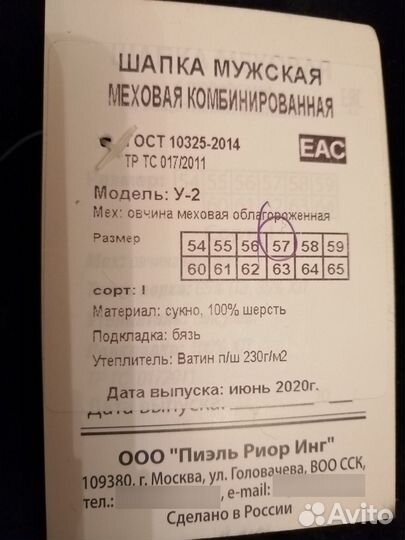 ШАПКА МУЖСКАЯ
МЕХОВАЯ КОМБИНИРОВАННАЯ
ГОСТ 10325-2014
ТР ТС 017/2011
EAC
Модель: У-2
Мех: овчина меховая облагороженная
Размер
54 55 56 57 58 59
60 61 62 63 64 65
сорт: I
Материал: сукно, 100% шерсть
Подкладка: бязь
Утеплитель: Ватин п/ш 230г/м2
Дата выпуска: июнь 2020г.
Дата выпуска:
ООО "Пиэль Риор Инг"
109380, г. Москва, ул. Головачева, ВОО ССК,
тел.: , e-mail:
Сделано в России
Avito